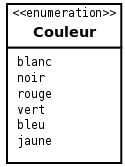 <<enumeration>>
Couleur
blanc
noir
rouge
vert
bleu
jaune